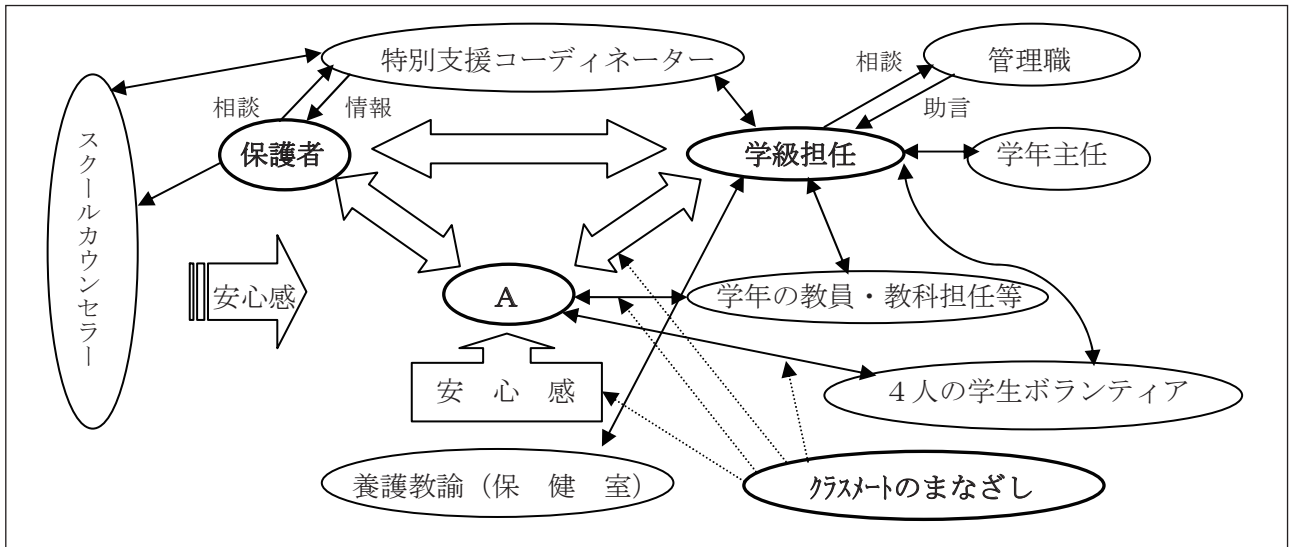 特別支援コーディネーター
相談
管理職
相談
情報
助言
スクールカウンセラー
保護者
学級担任
学年主任
安心感
A
学年の教員・教科担任等
安 心 感
4人の学生ボランティア
養護教諭（保 健 室）
ｸﾗｽﾒｰﾄのまなざし